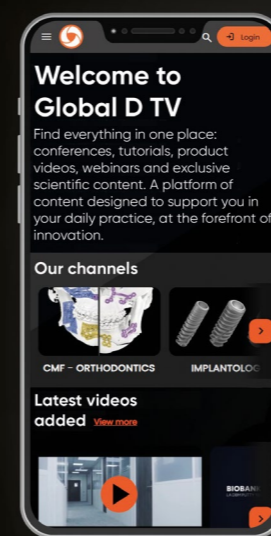 Login
Welcome to
Global D TV
Find everything in one place:
conferences, tutorials, product
videos, webinars and exclusive
scientific content. A platform of
content designed to support you in
your daily practice, at the forefront of
innovation.
Our channels
CMF - ORTHODONTICS
IMPLANTOLOG
Latest videos
added View more
BIOBAN